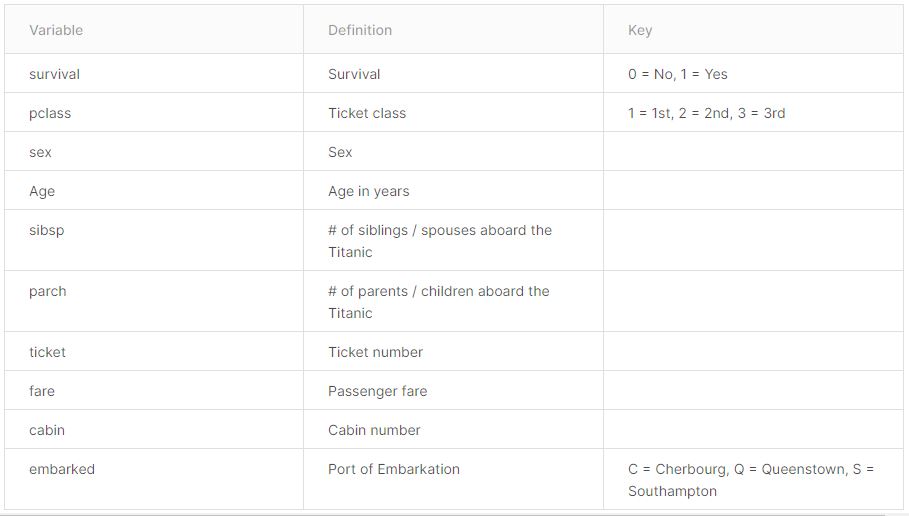 Variable Definition Key
survival Survival 0 = No, 1 = Yes
pclass Ticket class 1 = 1st, 2 = 2nd, 3 = 3rd
sex Sex
Age Age in years
sibsp # of siblings / spouses aboard the
Titanic
parch # of parents / children aboard the
Titanic
ticket Ticket number
fare Passenger fare
cabin Cabin number
embarked Port of Embarkation C = Cherbourg, Q = Queenstown, S =
Southampton